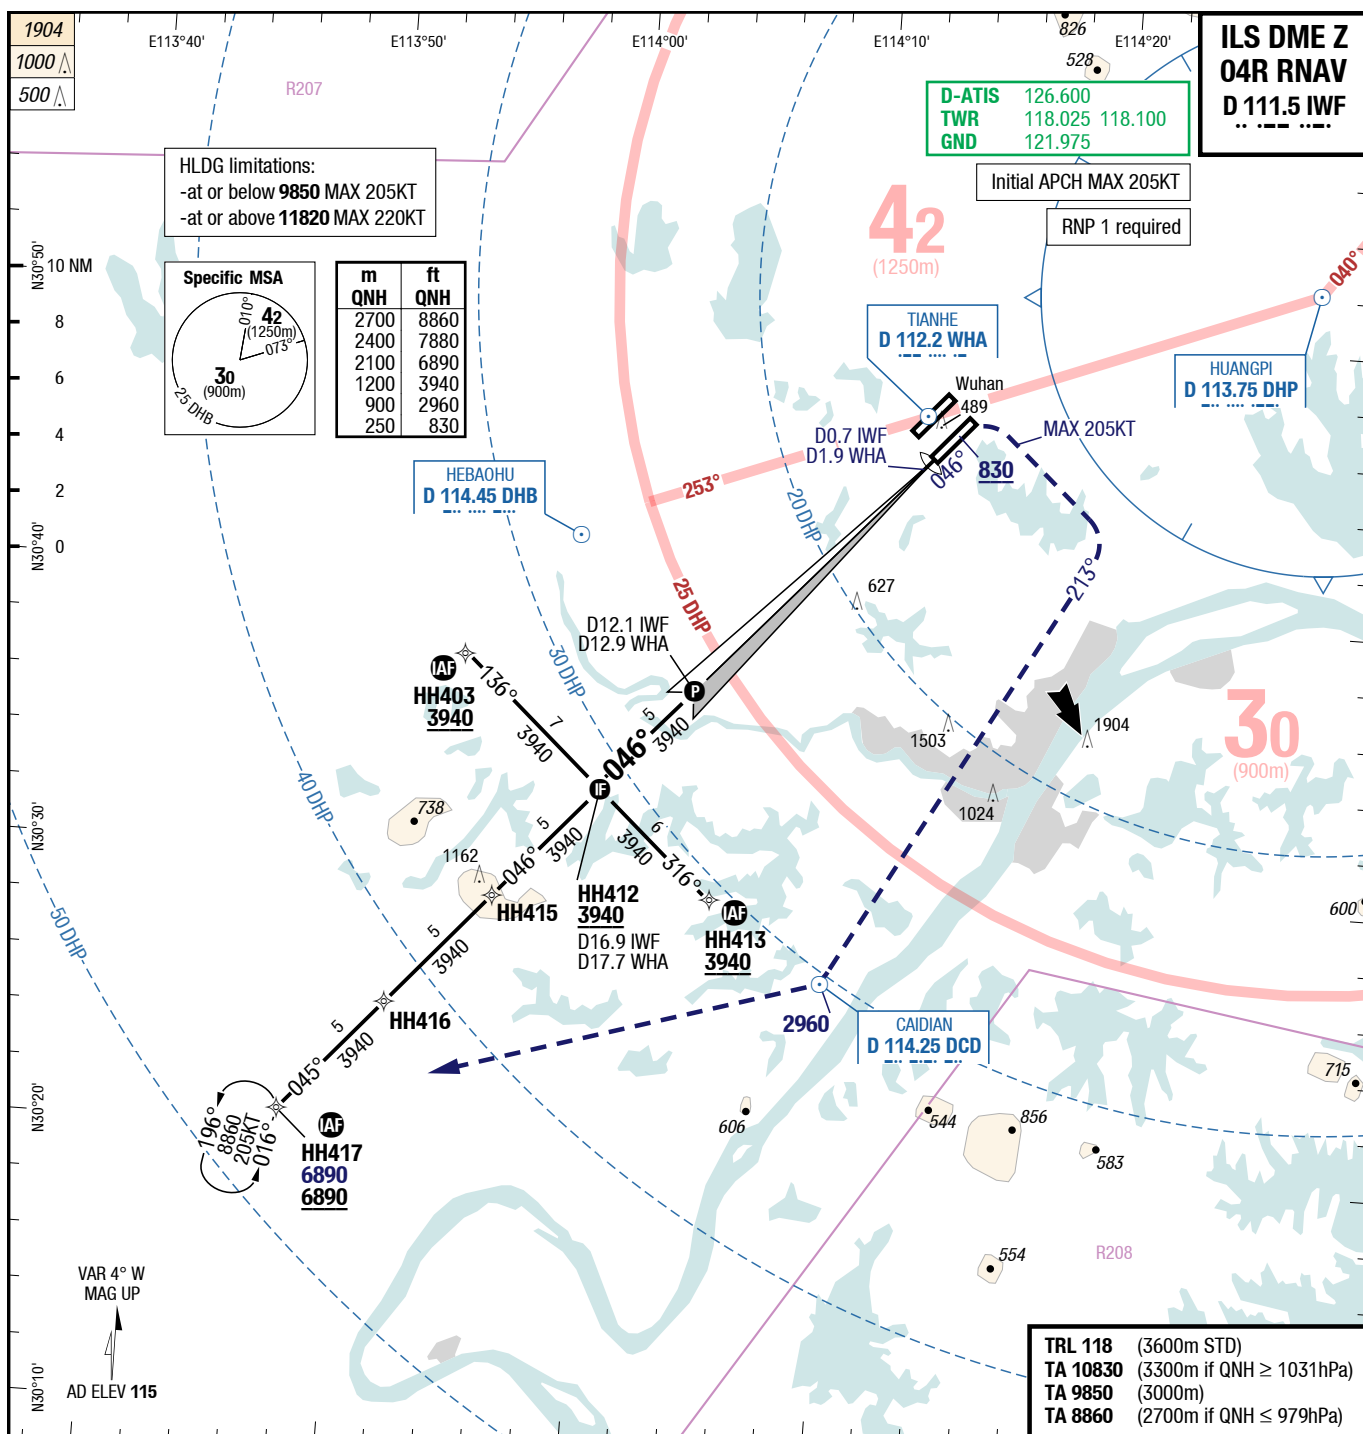 1904
1000
500
E113°40'
E113°50'
E114°00'
E114°10'
E114°20'
ILS DME Z
04R RNAV
D 111.5 IWF
R207
826
528
D-ATIS 126.600
TWR 118.025 118.100
GND 121.975
HLDG limitations:
-at or below 9850 MAX 205KT
-at or above 11820 MAX 220KT
Initial APCH MAX 205KT
RNP 1 required
42
(1250m)
N30°50'
10 NM
8
6
4
2
0
Specific MSA
010°
42
(1250m)
073°
30
(900m)
25 DHB
m ft
QNH QNH
2700 8860
2400 7880
2100 6890
1200 3940
900 2960
250 830
040°
TIANHE
D 112.2 WHA
HUANGPI
D 113.75 DHP
Wuhan
489
D0.7 IWF
D1.9 WHA
046°
830
MAX 205KT
253°
HEBAOHU
D 114.45 DHB
20 DHP
N30°40'
213°
25 DHP
627
D12.1 IWF
D12.9 WHA
30 DHP
IAF
HH403
3940
136°
7
3940
P
5
3940
046°
1503
1904
30
(900m)
1024
IF
40 DHP
738
N30°30'
1162
5
3940
046°
6
3940
316°
HH412
3940
D16.9 IWF
D17.7 WHA
HH415
IAF
HH413
3940
600
50 DHP
5
3940
HH416
2960
CAIDIAN
D 114.25 DCD
5
3940
045°
N30°20'
196°
8860
205KT
016°
IAF
HH417
6890
6890
606
544
856
583
715
554
R208
VAR 4° W
MAG UP
AD ELEV 115
N30°10'
TRL 118 (3600m STD)
TA 10830 (3300m if QNH ≥ 1031hPa)
TA 9850 (3000m)
TA 8860 (2700m if QNH ≤ 979hPa)